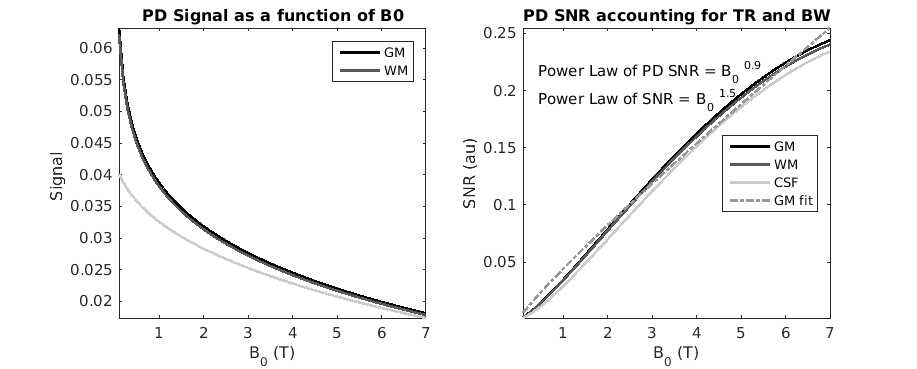 PD Signal as a function of B0
0.06
0.055
0.05
0.045
0.04
0.035
0.03
0.025
0.02
Signal
1 2 3 4 5 6 7
B0 (T)
GM
WM
PD SNR accounting for TR and BW
0.25
0.2
0.15
0.1
0.05
SNR (au)
Power Law of PD SNR = B0 0.9
Power Law of SNR = B0 1.5
GM
WM
CSF
GM fit
1 2 3 4 5 6 7
B0 (T)